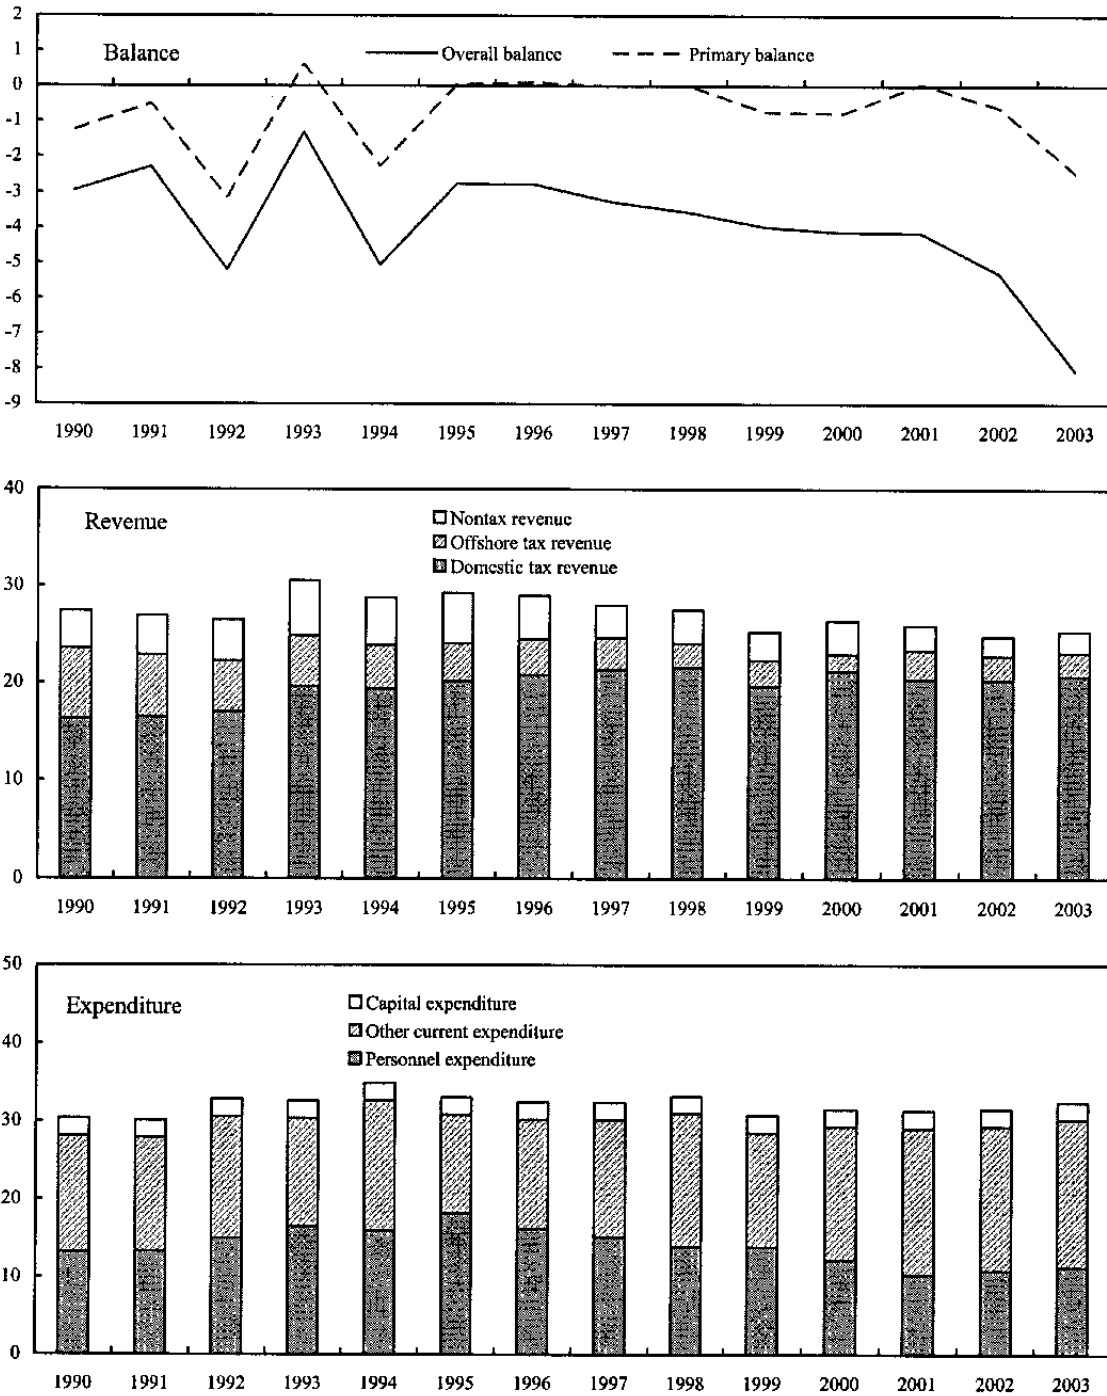 2
1
0
-1
-2
-3
-4
-5
-6
-7
-8
-9
Balance
Overall balance
Primary balance
1990 1991 1992 1993 1994 1995 1996 1997 1998 1999 2000 2001 2002 2003
40
30
20
10
0
Revenue
Nontax revenue
Offshore tax revenue
Domestic tax revenue
1990 1991 1992 1993 1994 1995 1996 1997 1998 1999 2000 2001 2002 2003
50
40
30
20
10
0
Expenditure
Capital expenditure
Other current expenditure
Personnel expenditure
1990 1991 1992 1993 1994 1995 1996 1997 1998 1999 2000 2001 2002 2003